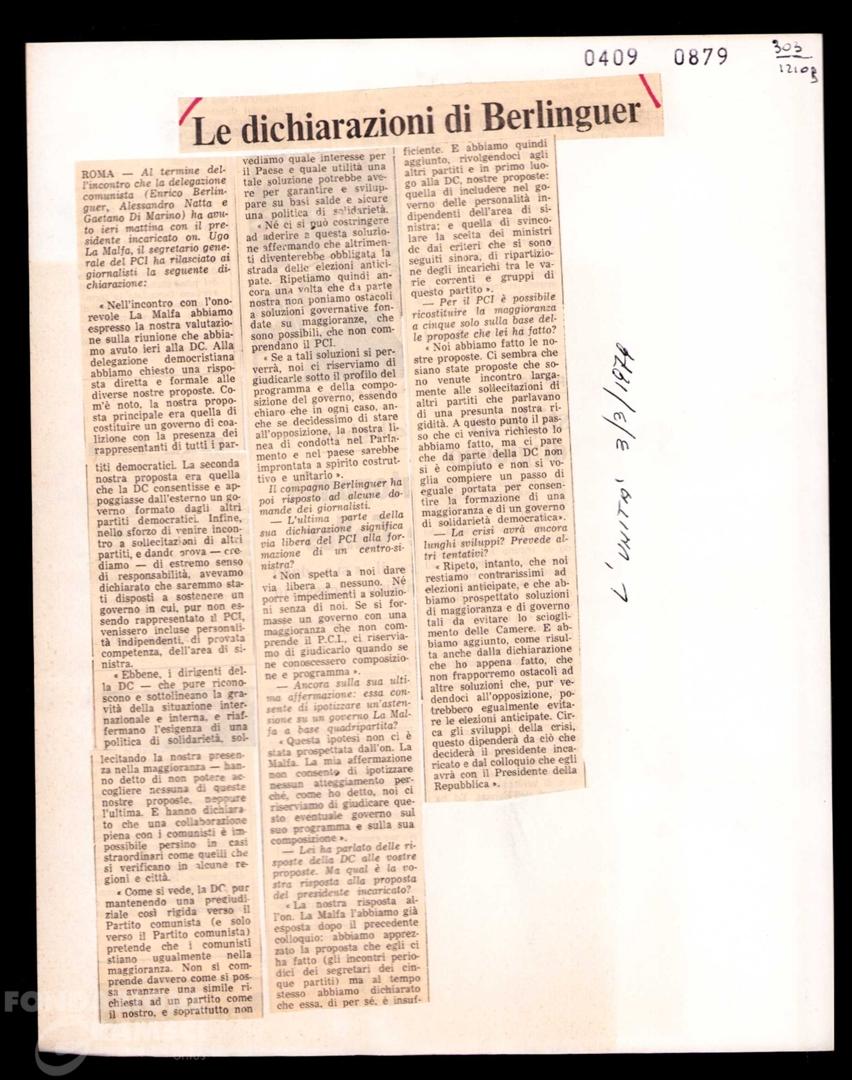 0409 0879
303
1210
Le dichiarazioni di Berlinguer
ROMA — Al termine del-
l'incontro che la delegazione
comunista (Enrico Berlin-
guer, Alessandro Natta e
Gaetano Di Marino) ha avu-
to ieri mattina con il pre-
sidente incaricato on. Ugo
La Malfa, il segretario gene-
rale del PCI ha rilasciato ai
giornalisti la seguente di-
chiarazione:
« Nell'incontro con l'ono-
revole La Malfa abbiamo
espresso la nostra valutazio-
ne sulla riunione che abbia-
mo avuto ieri alla DC. Alla
delegazione democristiana
abbiamo chiesto una rispo-
sta diretta e formale alle
diverse nostre proposte. Co-
m'è noto, la nostra propo-
sta principale era quella di
costituire un governo di coa-
lizione con la presenza dei
rappresentanti di tutti i par-
titi democratici. La seconda
nostra proposta era quella
che la DC consentisse e ap-
poggiasse dall'esterno un go-
verno formato dagli altri
partiti democratici. Infine,
nello sforzo di venire incon-
tro a sollecitazioni di altri
partiti, e dando prova — cre-
diamo — di estremo senso
di responsabilità, avevamo
dichiarato che saremmo sta-
ti disposti a sostenere un
governo in cui, pur non es-
sendo rappresentato il PCI,
venissero incluse personali-
tà indipendenti, di provata
competenza, dell'area di si-
nistra.
« Ebbene, i dirigenti del-
la DC — che pure ricono-
scono e sottolineano la gra-
vità della situazione inter-
nazionale e interna, e riaf-
fermano l'esigenza di una
politica di solidarietà, sol-
lecitando la nostra presen-
za nella maggioranza — han-
no detto di non potere ac-
cogliere nessuna di queste
nostre proposte, neppure
l'ultima. E hanno dichiara-
to che una collaborazione
piena con i comunisti è im-
possibile persino in casi
straordinari come quelli che
si verificano in alcune re-
gioni e città.
« Come si vede, la DC, pur
mantenendo una pregiudi-
ziale così rigida verso il
Partito comunista (e solo
verso il Partito comunista)
pretende che i comunisti
stiano ugualmente nella
maggioranza. Non si com-
prende davvero come si pos-
sa avanzare una simile ri-
chiesta ad un partito come
il nostro, e soprattutto non
vediamo quale interesse per
il Paese e quale utilità una
tale soluzione potrebbe ave-
re per garantire e svilup-
pare su basi salde e sicure
una politica di solidarietà.
« Né ci si può costringere
ad aderire a questa soluzio-
ne affermando che altrimenti
diventerebbe obbligata la
strada delle elezioni antici-
pate. Ripetiamo quindi an-
cora una volta che da parte
nostra non poniamo ostacoli
a soluzioni governative fon-
date su maggioranze, che
sono possibili, che non com-
prendano il PCI.
« Se a tali soluzioni si per-
verrà, noi ci riserviamo di
giudicarle sotto il profilo del
programma e della compo-
sizione del governo, essendo
chiaro che in ogni caso, an-
che se decidessimo di stare
all'opposizione, la nostra li-
nea di condotta nel Parla-
mento e nel paese sarebbe
improntata a spirito costrut-
tivo e unitario ».
Il compagno Berlinguer ha
poi risposto ad alcune do-
mande dei giornalisti.
— L'ultima parte della
sua dichiarazione significa
via libera del PCI alla for-
mazione di un centro-si-
nistra?
« Non spetta a noi dare
via libera a nessuno. Né
porre impedimenti a soluzio-
ni senza di noi. Se si for-
masse un governo con una
maggioranza che non com-
prende il P.C.I., ci riservia-
mo di giudicarlo quando se
ne conoscessero composizio-
ne e programma ».
— Ancora sulla sua ulti-
ma affermazione: essa con-
sente di ipotizzare un'asten-
sione su un governo La Mal-
fa a base quadripartita?
« Questa ipotesi non ci è
stata prospettata dall'on. La
Malfa. La mia affermazione
non consente di ipotizzare
nessun atteggiamento per-
ché, come ho detto, noi ci
riserviamo di giudicare que-
sto eventuale governo sul
suo programma e sulla sua
composizione ».
— Lei ha parlato delle ri-
sposte della DC alle vostre
proposte. Ma qual è la vo-
stra risposta alla proposta
del presidente incaricato?
« La nostra risposta al-
l'on. La Malfa l'abbiamo già
esposta dopo il precedente
colloquio: abbiamo apprez-
zato la proposta che egli ci
ha fatto (gli incontri perio-
dici dei segretari dei cin-
que partiti) ma al tempo
stesso abbiamo dichiarato
che essa, di per sé, è insuf-
ficiente. E abbiamo quindi
aggiunto, rivolgendoci agli
altri partiti e in primo luo-
go alla DC, nostre proposte:
quella di includere nel go-
verno delle personalità in-
dipendenti dell'area di si-
nistra; e quella di svinco-
lare la scelta dei ministri
dc dai criteri che si sono
seguiti sinora, di ripartizio-
ne degli incarichi tra le va-
rie correnti e gruppi di
questo partito ».
— Per il PCI è possibile
ricostituire la maggioranza
a cinque solo sulla base del-
le proposte che lei ha fatto?
« Noi abbiamo fatto le no-
stre proposte. Ci sembra che
siano state proposte che so-
no venute incontro larga-
mente alle sollecitazioni di
altri partiti che parlavano
di una presunta nostra ri-
gidità. A questo punto il pas-
so che ci veniva richiesto lo
abbiamo fatto, ma ci pare
che da parte della DC non
si è compiuto e non si vo-
glia compiere un passo di
eguale portata per consen-
tire la formazione di una
maggioranza e di un governo
di solidarietà democratica».
— La crisi avrà ancora
lunghi sviluppi? Prevede al-
tri tentativi?
« Ripeto, intanto, che noi
restiamo contrarissimi ad
elezioni anticipate, e che ab-
biamo prospettato soluzioni
di maggioranza e di governo
tali da evitare lo sciogli-
mento delle Camere. E ab-
biamo aggiunto, come risul-
ta anche dalla dichiarazione
che ho appena fatto, che
non frapporremo ostacoli ad
altre soluzioni che, pur ve-
dendoci all'opposizione, po-
trebbero egualmente evita-
re le elezioni anticipate. Cir-
ca gli sviluppi della crisi,
questo dipenderà da ciò che
deciderà il presidente inca-
ricato e dal colloquio che egli
avrà con il Presidente della
Repubblica ».
L'UNITA' 3/3/1979